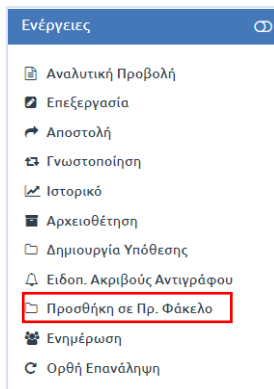 Ενέργειες
Αναλυτική Προβολή
Επεξεργασία
Αποστολή
Γνωστοποίηση
Ιστορικό
Αρχειοθέτηση
Δημιουργία Υπόθεσης
Ειδοπ. Ακριβούς Αντιγράφου
Προσθήκη σε Πρ. Φάκελο
Ενημέρωση
Ορθή Επανάληψη